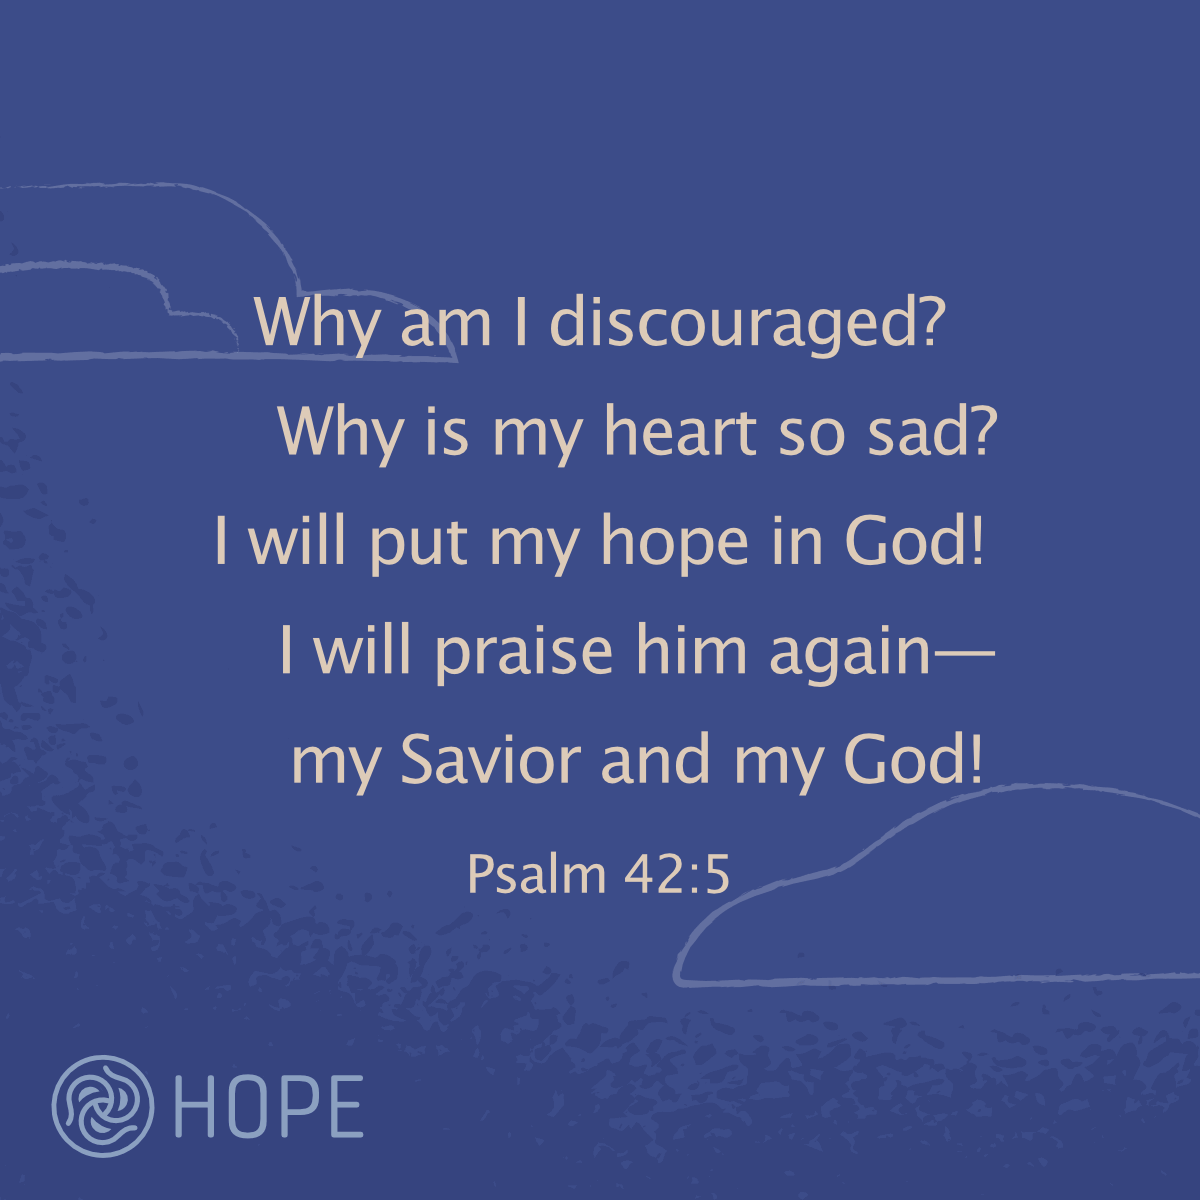 Why am I discouraged?
Why is my heart so sad?
I will put my hope in God!
I will praise him again—
my Savior and my God!
Psalm 42:5
HOPE